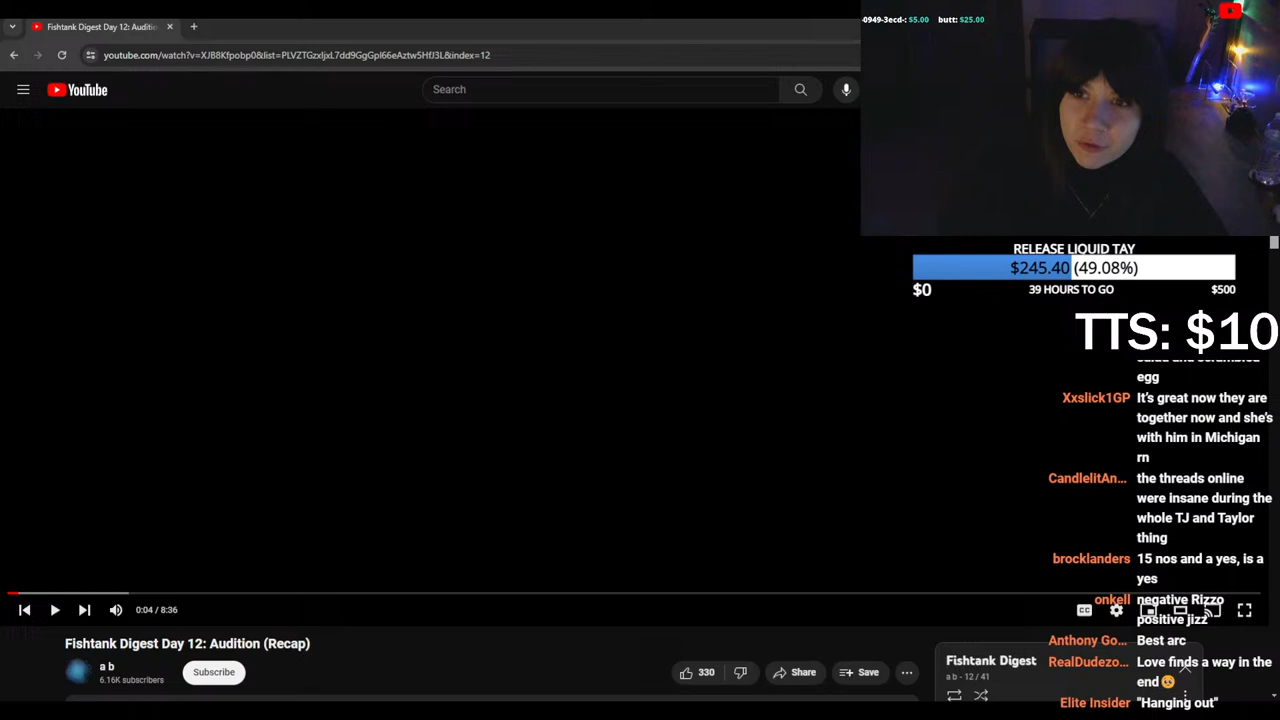 Fishtank Digest Day 12: Auditio
-0949-3ecd-: $5.00 butt: $25.00
youtube.com/watch?v=XJB8Kfpobp0&list=PLVZTGzxIjxL7dd9GgGpI66eAztw5HfJ3L&index=12
YouTube
Search
RELEASE LIQUID TAY
$245.40 (49.08%)
$0 39 HOURS TO GO $500
TTS: $10
egg
Xxslick1GP It's great now they are
together now and she's
with him in Michigan
rn
CandlelitAn... the threads online
were insane during the
whole TJ and Taylor
thing
brocklanders 15 nos and a yes, is a
yes
onkell negative Rizzo
positive jizz
Anthony Go... Best arc
RealDudezo... Love finds a way in the
end🥹
Elite Insider "Hanging out"
0:04 / 8:36
Fishtank Digest Day 12: Audition (Recap)
a b
6.16K subscribers
Subscribe
330
Share
Save
Fishtank Digest
a b - 12 / 41